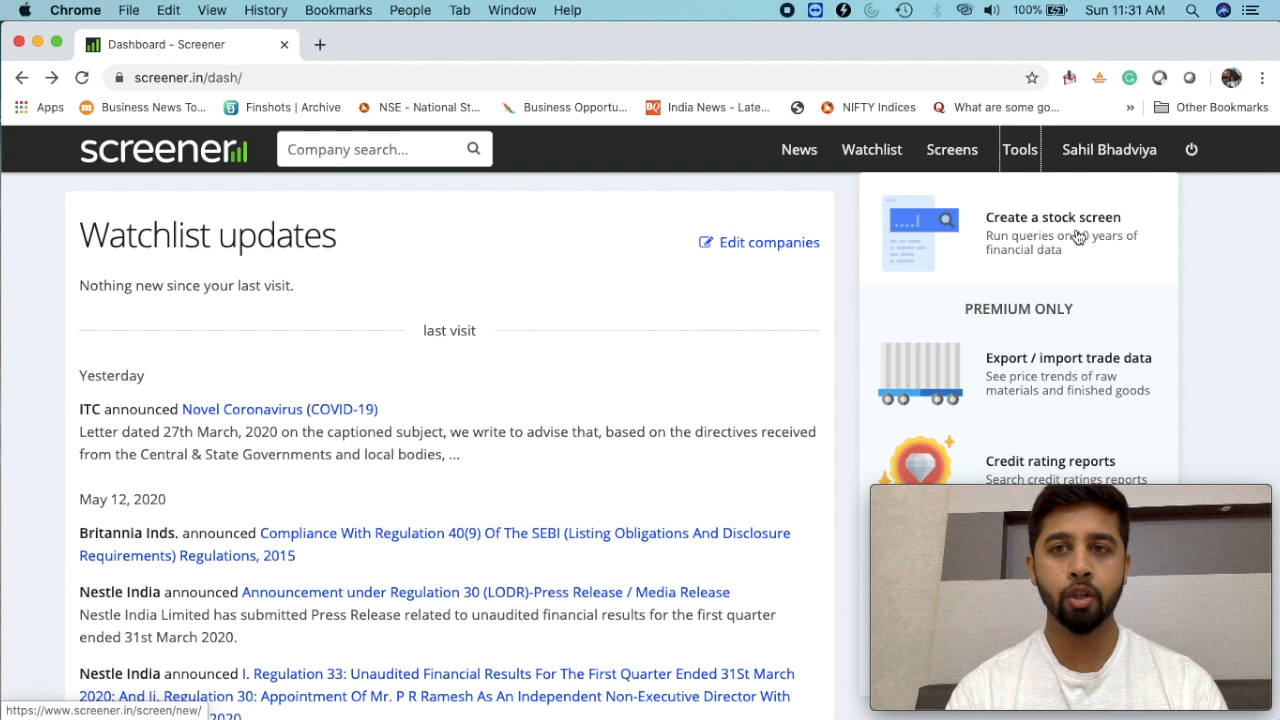 Chrome File Edit View History Bookmarks People Tab Window Help 100% Sun 11:31 AM
Dashboard - Screener
screener.in/dash/
Apps Business News To... Finshots | Archive NSE - National St... Business Opportu... India News - Late... NIFTY Indices What are some go... » Other Bookmarks
screener Company search... News Watchlist Screens Tools Sahil Bhadviya
Watchlist updates
Edit companies
Nothing new since your last visit.
last visit
Yesterday
ITC announced Novel Coronavirus (COVID-19)
Letter dated 27th March, 2020 on the captioned subject, we write to advise that, based on the directives received
from the Central & State Governments and local bodies, ...
May 12, 2020
Britannia Inds. announced Compliance With Regulation 40(9) Of The SEBI (Listing Obligations And Disclosure
Requirements) Regulations, 2015
Nestle India announced Announcement under Regulation 30 (LODR)-Press Release / Media Release
Nestle India Limited has submitted Press Release related to unaudited financial results for the first quarter
ended 31st March 2020.
Nestle India announced I. Regulation 33: Unaudited Financial Results For The First Quarter Ended 31St March
2020; And Ii. Regulation 30: Appointment Of Mr. P R Ramesh As An Independent Non-Executive Director With
2020
https://www.screener.in/screen/new/
Create a stock screen
Run queries on years of
financial data
PREMIUM ONLY
Export / import trade data
See price trends of raw
materials and finished goods
Credit rating reports
Search credit ratings reports